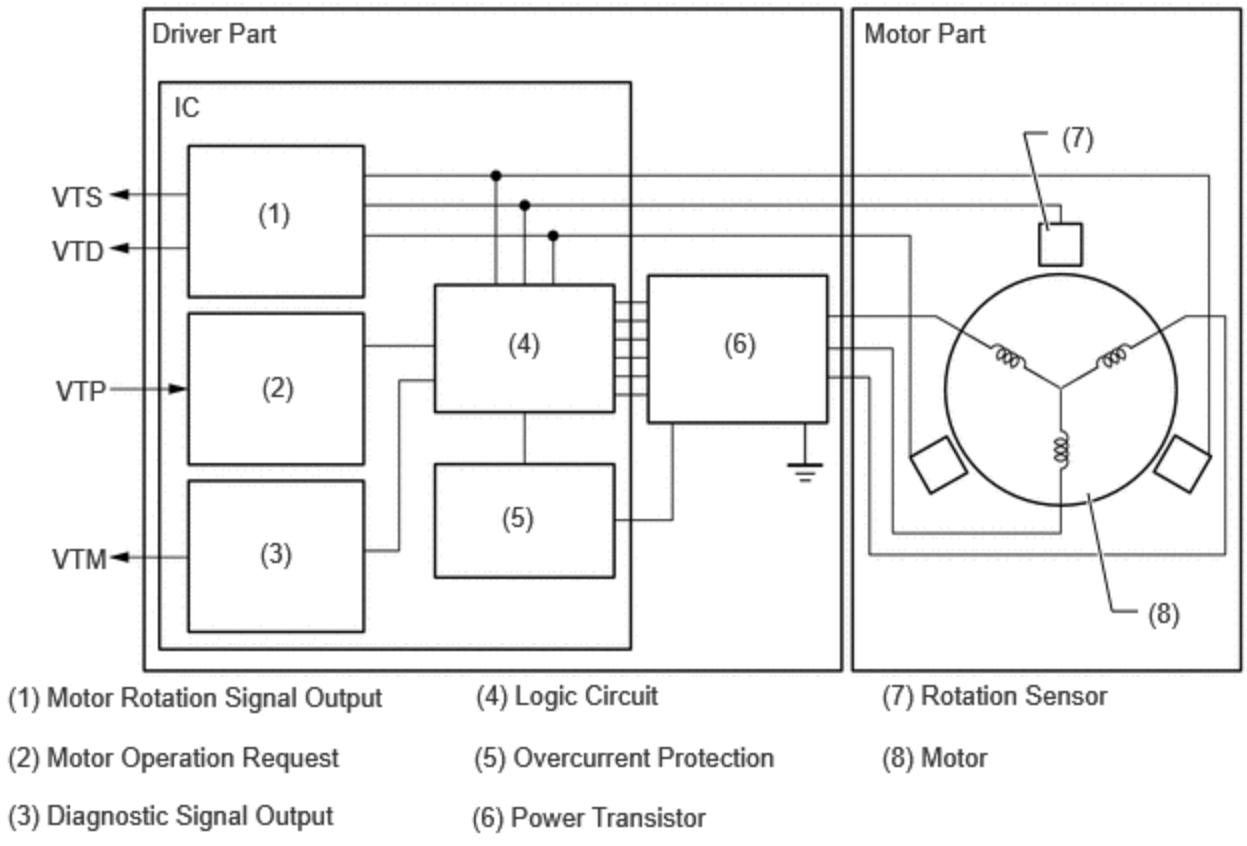 Driver Part
Motor Part
IC
(7)
VTS
(1)
VTD
(4)
(6)
VTP
(2)
(5)
VTM
(3)
(8)
(1) Motor Rotation Signal Output
(4) Logic Circuit
(7) Rotation Sensor
(2) Motor Operation Request
(5) Overcurrent Protection
(8) Motor
(3) Diagnostic Signal Output
(6) Power Transistor